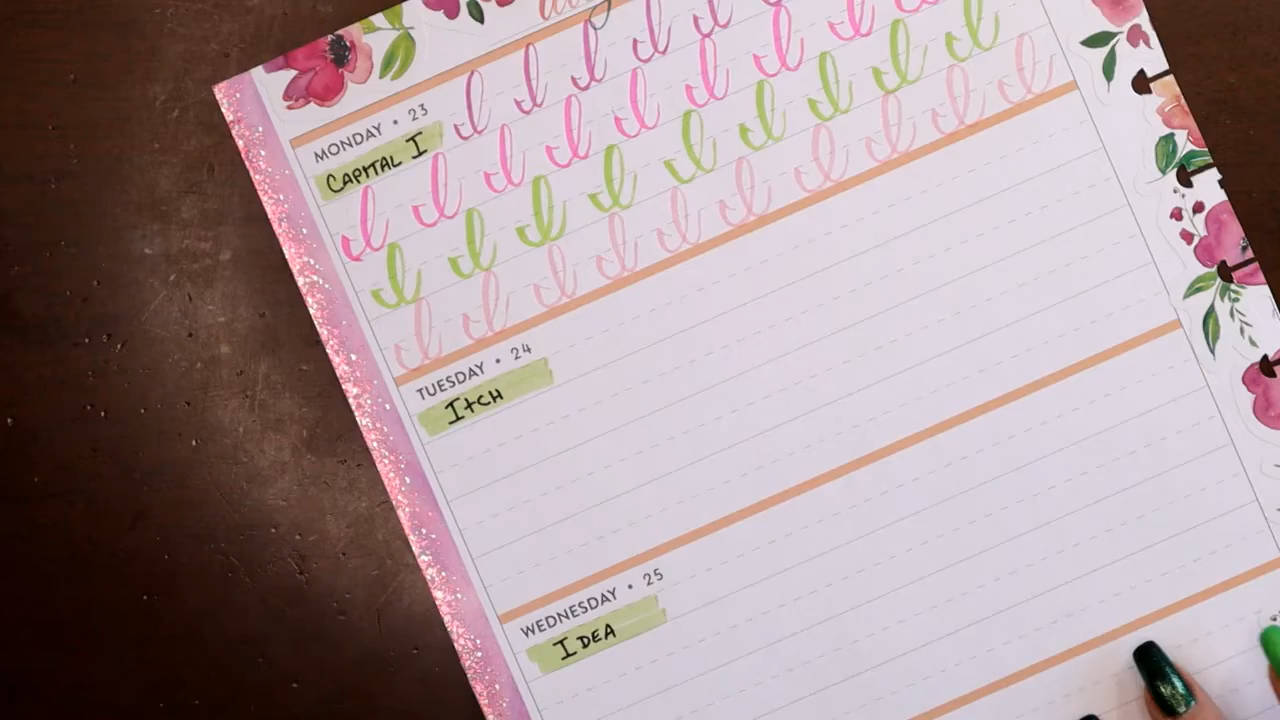 MONDAY • 23
CAPITAL I
I I I I I I
I I I I I I I I I
I I I I I I I I I
I I I I I I I I I
TUESDAY • 24
ITCH
WEDNESDAY • 25
IDEA